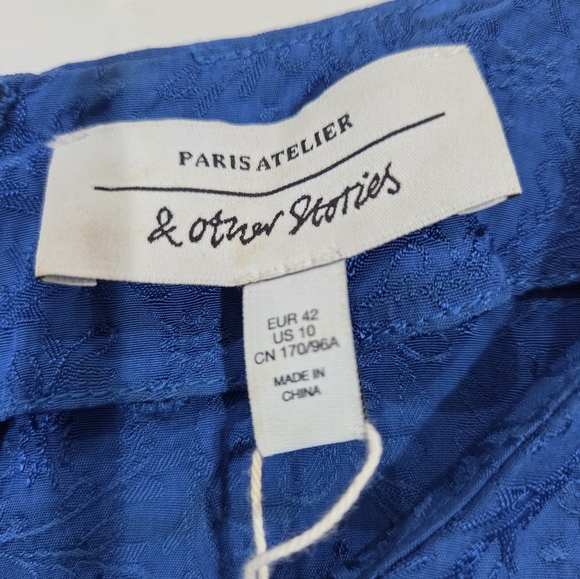 PARIS ATELIER
& other Stories
EUR 42
US 10
CN 170/96A
MADE IN
CHINA